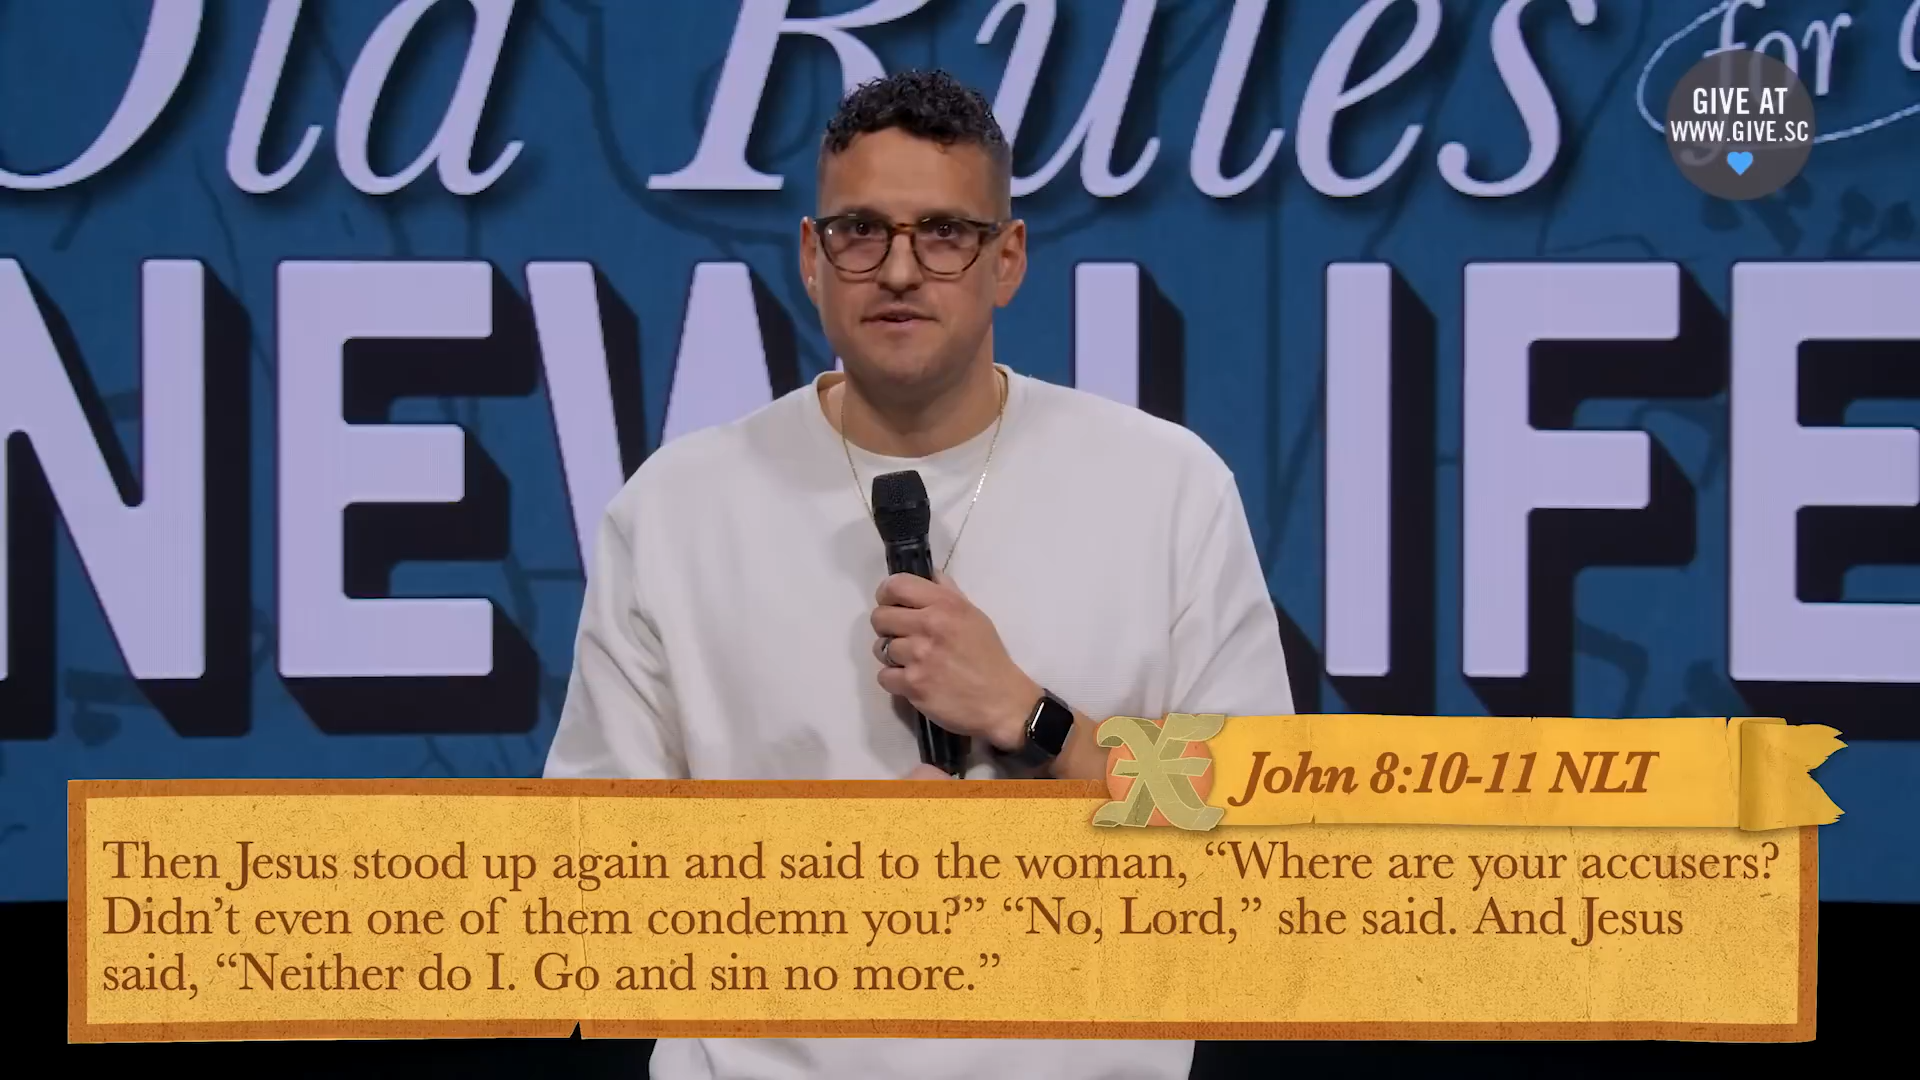 Old Rules for a
NEW LIFE
GIVE AT
WWW.GIVE.SC
John 8:10-11 NLT
Then Jesus stood up again and said to the woman, “Where are your accusers?
Didn’t even one of them condemn you?” “No, Lord,” she said. And Jesus
said, “Neither do I. Go and sin no more.”